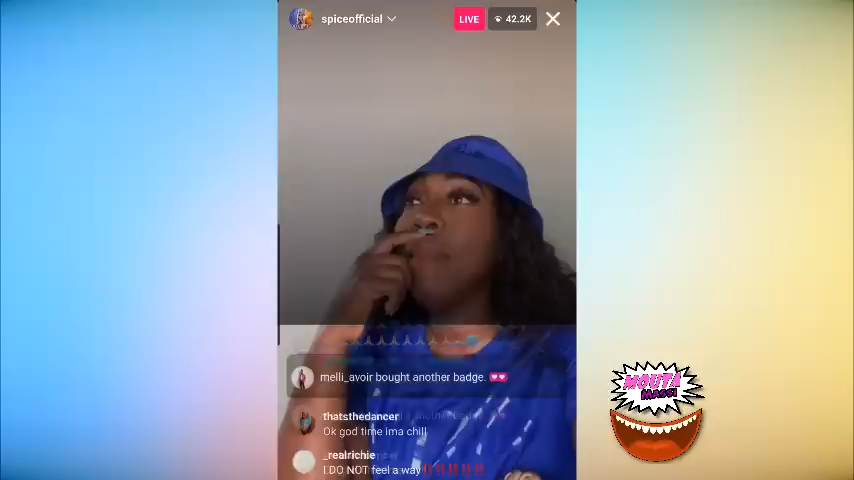 spiceofficial
LIVE
42.2K
melli_avoir bought another badge.
thatsthedancer
Ok god time ima chill
_realrichie
I DO NOT feel a way
MOUTA
MASSI